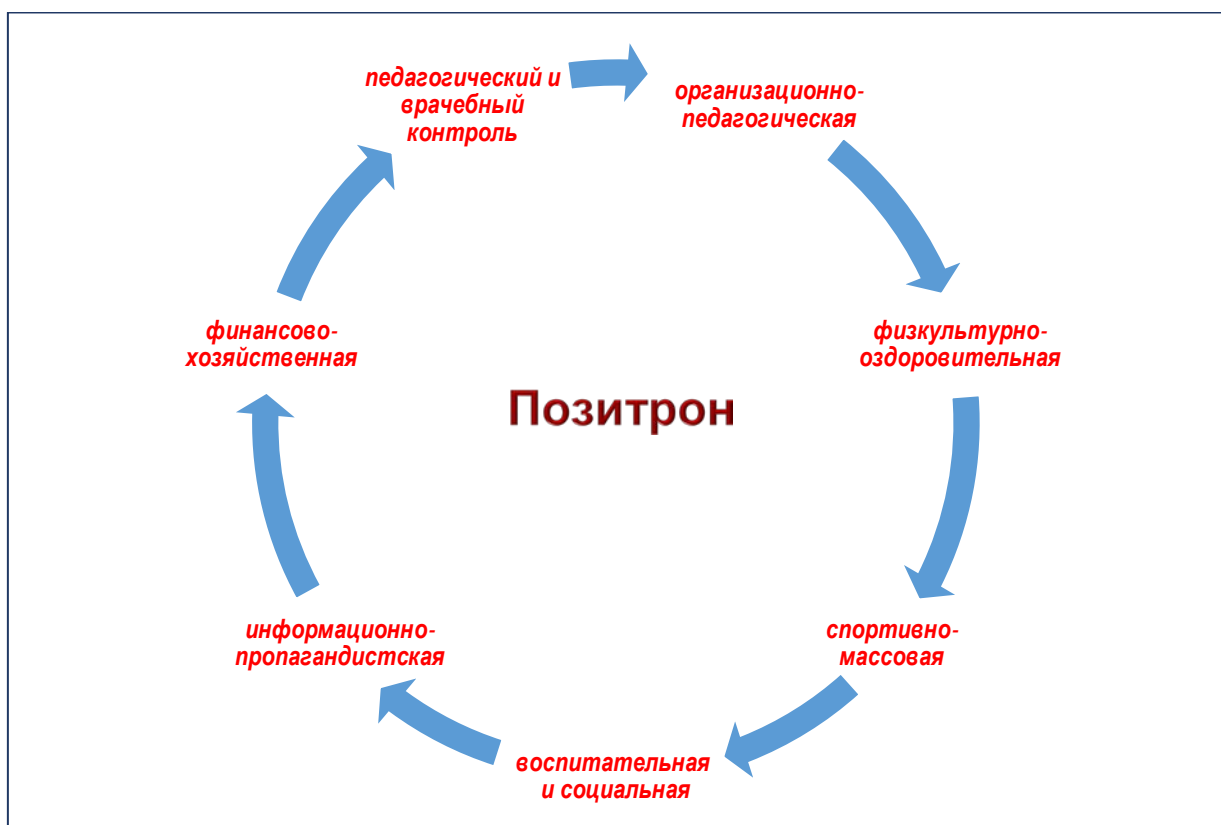 педагогический и
врачебный
контроль
организационно-
педагогическая
финансово-
хозяйственная
физкультурно-
оздоровительная
Позитрон
информационно-
пропагандистская
спортивно-
массовая
воспитательная
и социальная